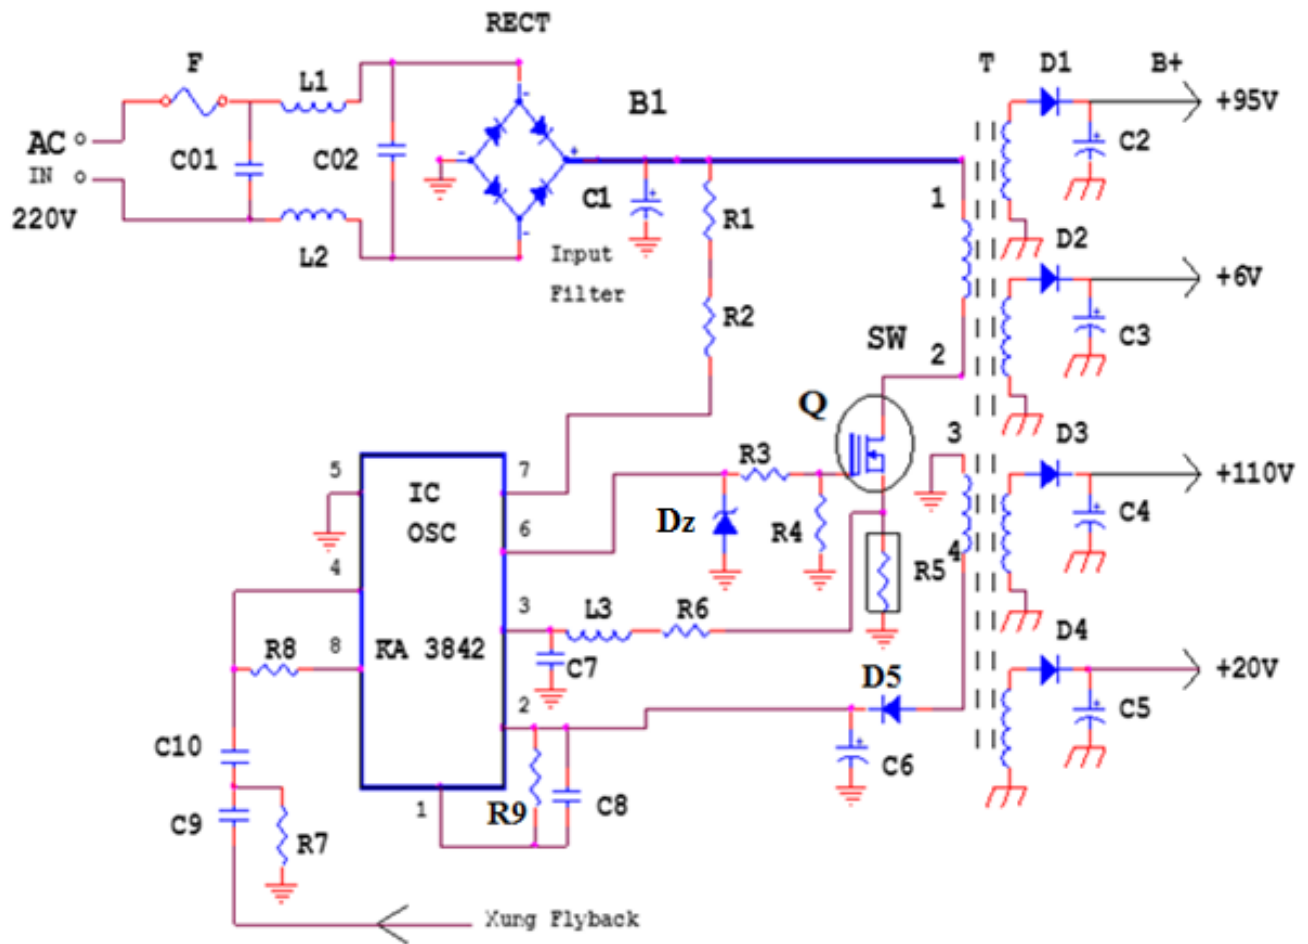 RECT
F
L1
B1
T
D1
B+
+95V
AC
IN
220V
C01
C02
C1
R1
C2
1
L2
Input
Filter
D2
+6V
R2
C3
SW
2
Q
3
D3
+110V
5
IC
OSC
7
R3
6
Dz
R4
C4
4
R5
4
3
L3
R6
D4
R8
8
KA 3842
C7
+20V
D5
2
C5
C10
C6
C9
1
R9
C8
R7
Xung Flyback